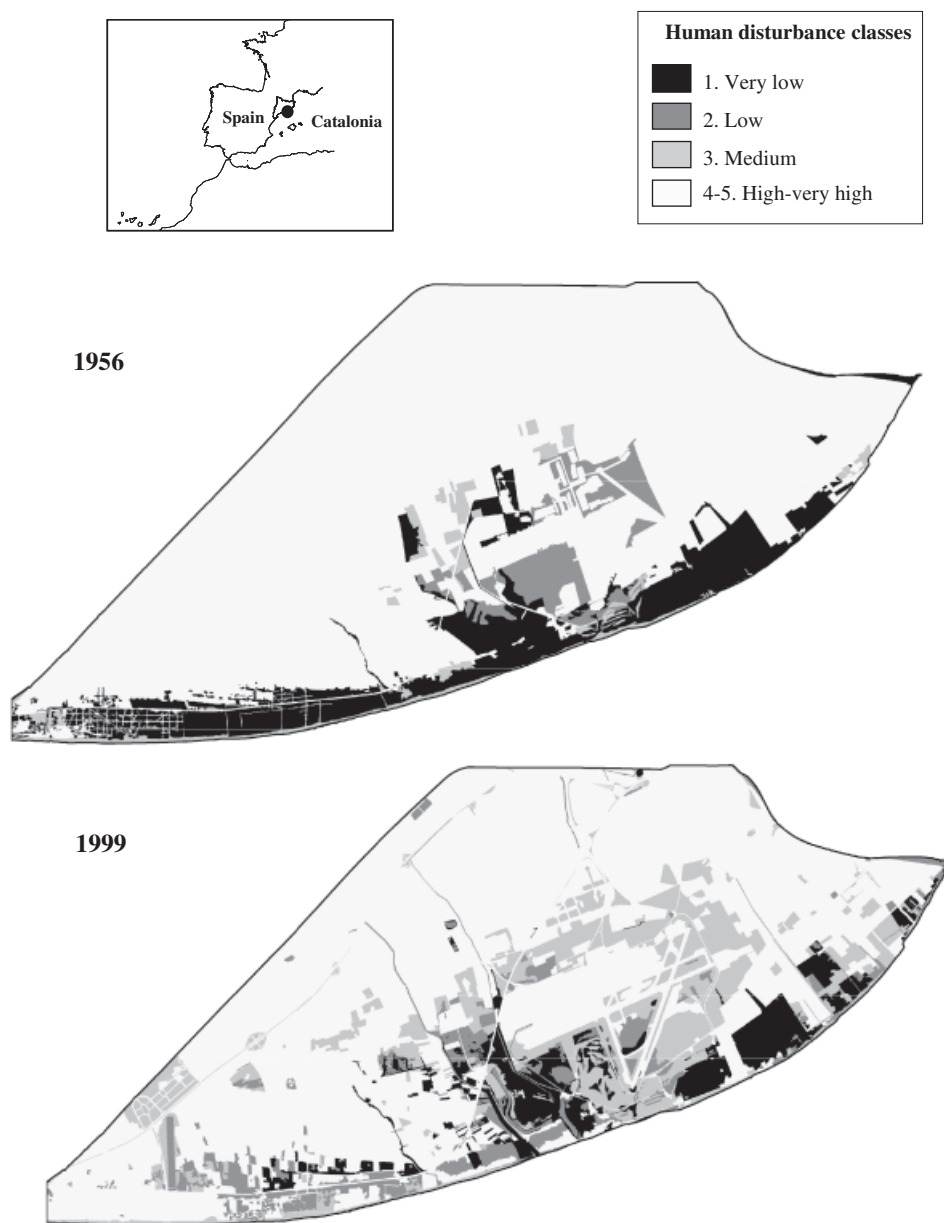 Human disturbance classes
1. Very low
2. Low
3. Medium
4-5. High-very high
Spain
Catalonia
1956
1999